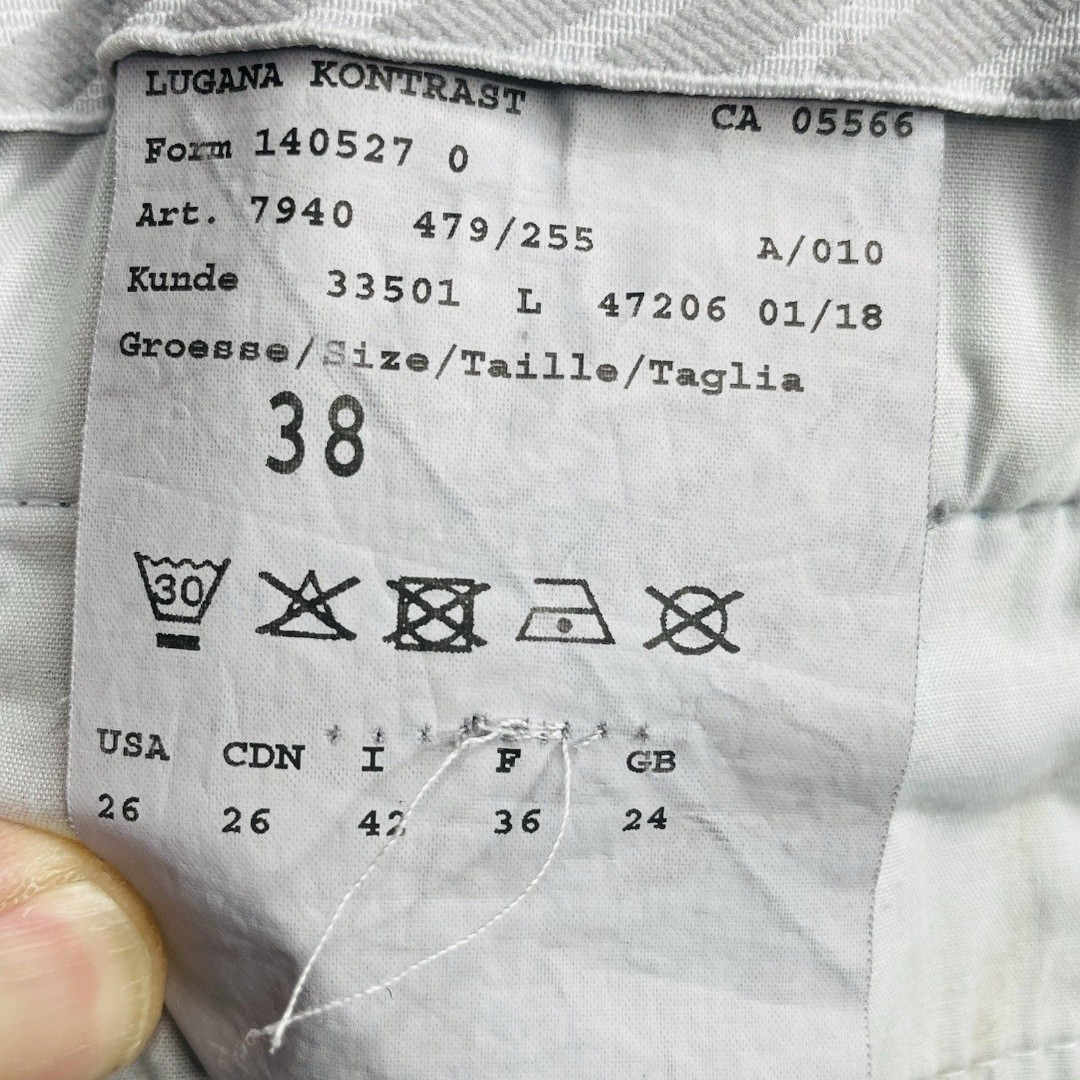 LUGANA KONTRAST CA 05566
Form 140527 0
Art. 7940 479/255 A/010
Kunde 33501 L 47206 01/18
Groesse/Size/Taille/Taglia
38
30
USA CDN I F GB
26 26 42 36 24